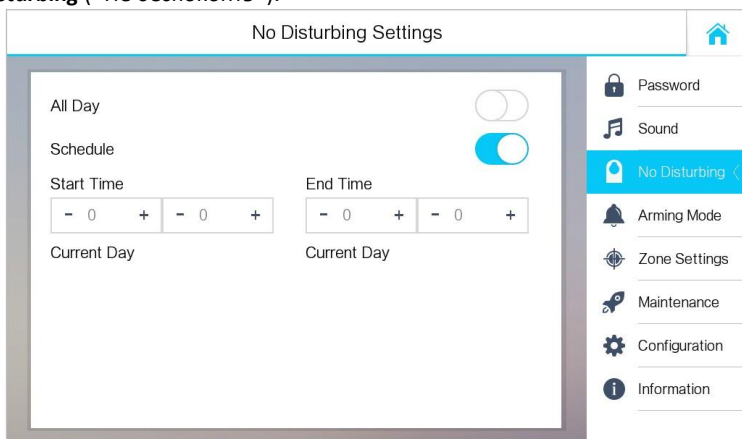 No Disturbing Settings
All Day
Schedule
Start Time
End Time
- 0 + - 0 +
- 0 + - 0 +
Current Day
Current Day
Password
Sound
No Disturbing
Arming Mode
Zone Settings
Maintenance
Configuration
Information